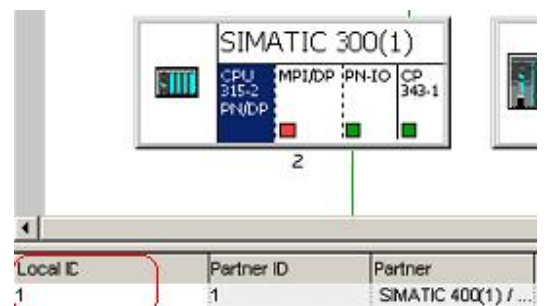 SIMATIC 300(1)
CPU 315-2 PN/DP
MPI/DP
PN-IO
CP 343-1
2
Local ID
Partner ID
Partner
1
1
SIMATIC 400(1) / ...